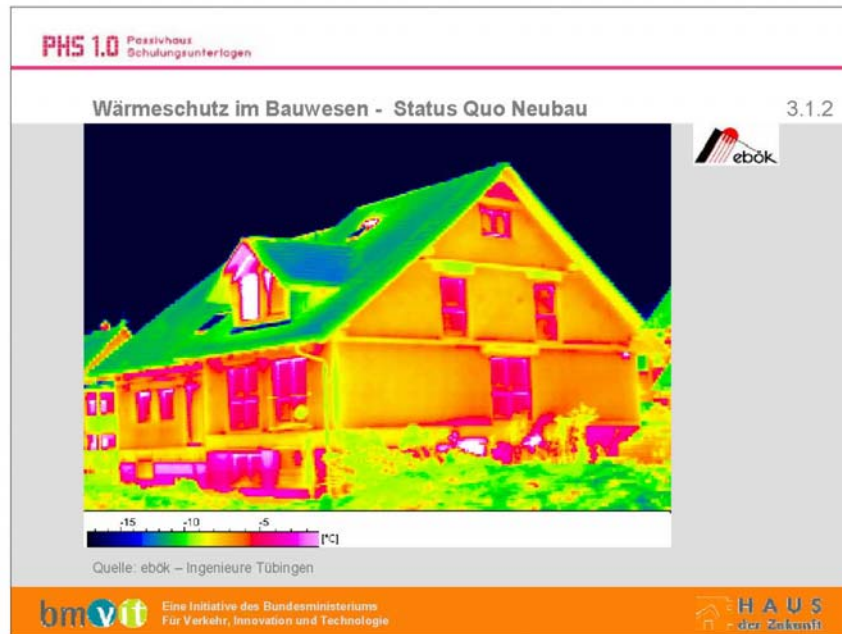 PHS 1.0 Passivhaus
Schulungsunterlagen
Wärmeschutz im Bauwesen - Status Quo Neubau 3.1.2
ebök
-15 -10 -5 [°C]
Quelle: ebök – Ingenieure Tübingen
bmvit
Eine Initiative des Bundesministeriums
Für Verkehr, Innovation und Technologie
HAUS
der Zukunft